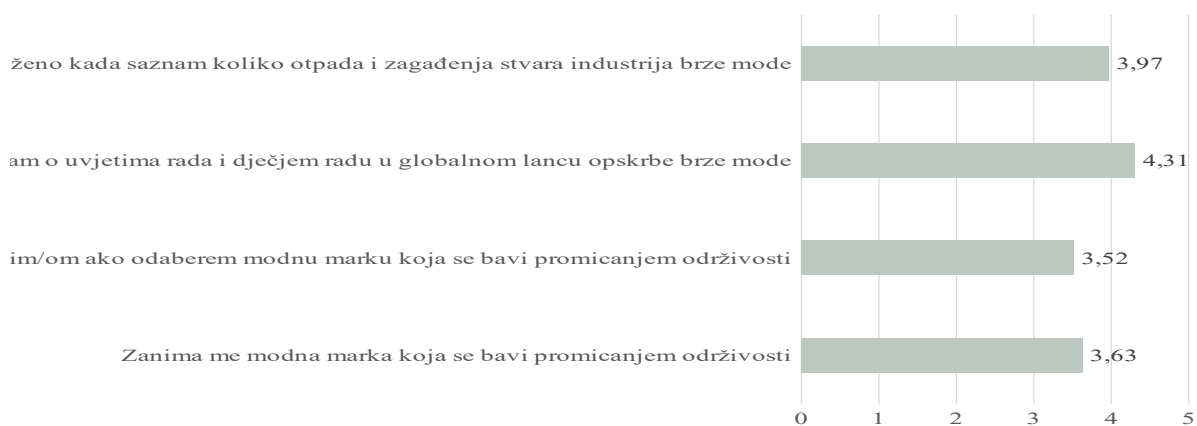 ženo kada saznam koliko otpada i zagađenja stvara industrija brze mode
3,97
am o uvjetima rada i dječjem radu u globalnom lancu opskrbe brze mode
4,31
im/om ako odaberem modnu marku koja se bavi promicanjem održivosti
3,52
Zanima me modna marka koja se bavi promicanjem održivosti
3,63
0 1 2 3 4 5